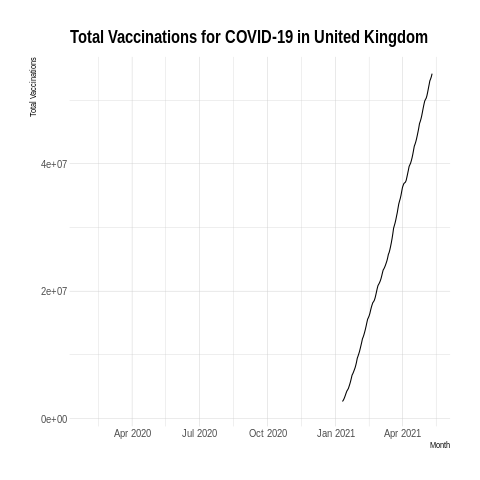 Total Vaccinations for COVID-19 in United Kingdom
Total Vaccinations
4e+07
2e+07
0e+00
Apr 2020 Jul 2020 Oct 2020 Jan 2021 Apr 2021
Month